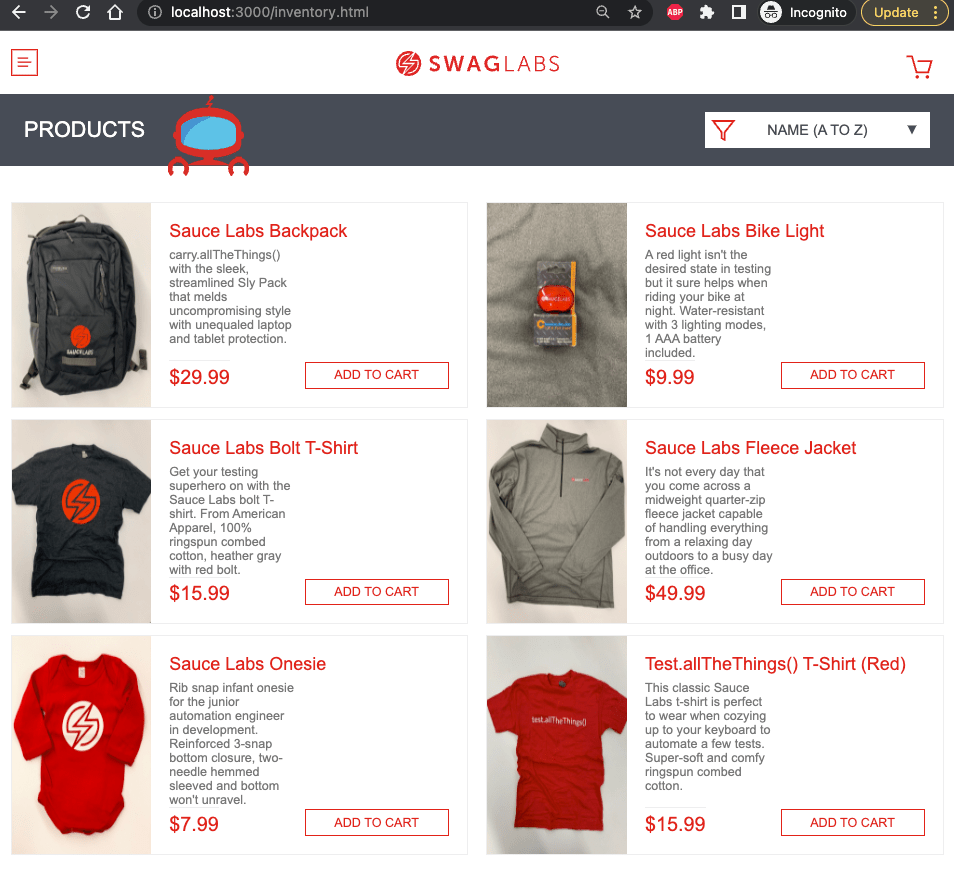 localhost:3000/inventory.html
ABP
Incognito
Update
SWAGLABS
PRODUCTS
NAME (A TO Z)
Sauce Labs Backpack
carry.allTheThings()
with the sleek,
streamlined Sly Pack
that melds
uncompromising style
with unequaled laptop
and tablet protection.
$29.99
ADD TO CART
SWAGLABS
Sauce Labs Bike Light
A red light isn't the
desired state in testing
but it sure helps when
riding your bike at
night. Water-resistant
with 3 lighting modes,
1 AAA battery
included.
$9.99
ADD TO CART
Sauce Labs Bolt T-Shirt
Get your testing
superhero on with the
Sauce Labs bolt T-
shirt. From American
Apparel, 100%
ringspun combed
cotton, heather gray
with red bolt.
$15.99
ADD TO CART
Sauce Labs Fleece Jacket
It's not every day that
you come across a
midweight quarter-zip
fleece jacket capable
of handling everything
from a relaxing day
outdoors to a busy day
at the office.
$49.99
ADD TO CART
Sauce Labs Onesie
Rib snap infant onesie
for the junior
automation engineer
in development.
Reinforced 3-snap
bottom closure, two-
needle hemmed
sleeved and bottom
won't unravel.
$7.99
ADD TO CART
test.allTheThings()
Test.allTheThings() T-Shirt (Red)
This classic Sauce
Labs t-shirt is perfect
to wear when cozying
up to your keyboard to
automate a few tests.
Super-soft and comfy
ringspun combed
cotton.
$15.99
ADD TO CART